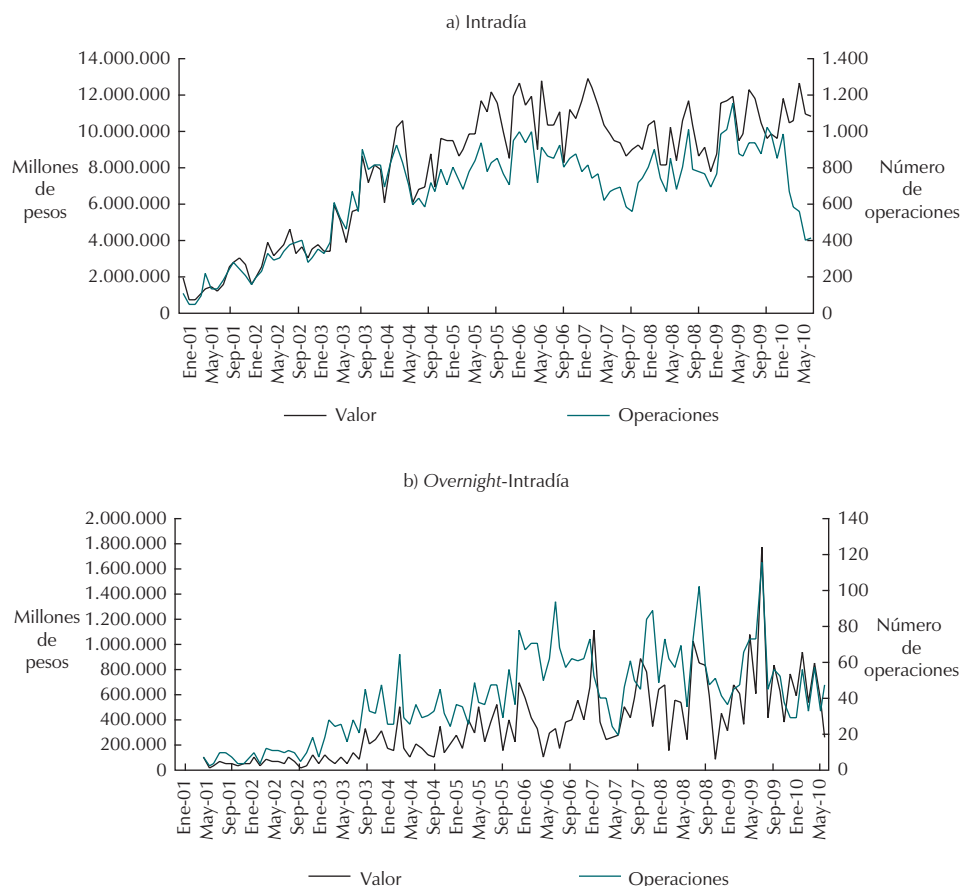 a) Intradía
Millones de pesos
14.000.000
12.000.000
10.000.000
8.000.000
6.000.000
4.000.000
2.000.000
0
1.400
1.200
1.000
800
600
400
200
0
Número de operaciones
Ene-01
May-01
Sep-01
Ene-02
May-02
Sep-02
Ene-03
May-03
Sep-03
Ene-04
May-04
Sep-04
Ene-05
May-05
Sep-05
Ene-06
May-06
Sep-06
Ene-07
May-07
Sep-07
Ene-08
May-08
Sep-08
Ene-09
May-09
Sep-09
Ene-10
May-10
Valor
Operaciones
b) Overnight-Intradía
Millones de pesos
2.000.000
1.800.000
1.600.000
1.400.000
1.200.000
1.000.000
800.000
600.000
400.000
200.000
0
140
120
100
80
60
40
20
0
Número de operaciones
Ene-01
May-01
Sep-01
Ene-02
May-02
Sep-02
Ene-03
May-03
Sep-03
Ene-04
May-04
Sep-04
Ene-05
May-05
Sep-05
Ene-06
May-06
Sep-06
Ene-07
May-07
Sep-07
Ene-08
May-08
Sep-08
Ene-09
May-09
Sep-09
Ene-10
May-10
Valor
Operaciones